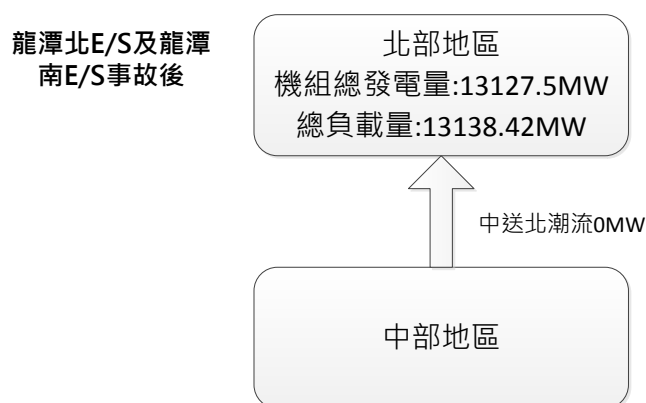 龍潭北E/S及龍潭
南E/S事故後
北部地區
機組總發電量:13127.5MW
總負載量:13138.42MW
中送北潮流0MW
中部地區